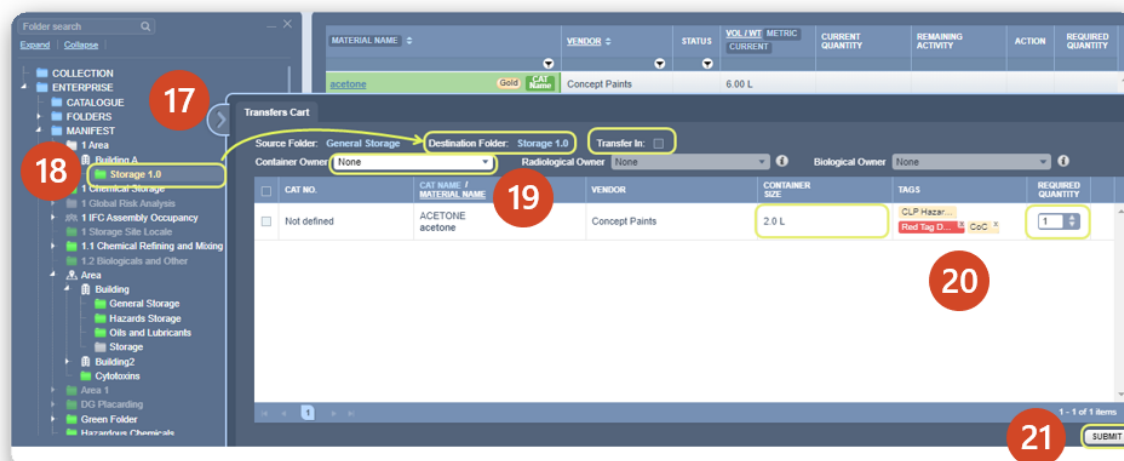 Folder search
Expand | Collapse |
COLLECTION
ENTERPRISE
CATALOGUE
FOLDERS
MANIFEST
1 Area
Building A
Storage 1.0
1 Chemical Storage
1 Global Risk Analysis
1 IFC Assembly Occupancy
1 Storage Site Locale
1.1 Chemical Refining and Mixing
1.2 Biologicals and Other
Area
Building
General Storage
Hazards Storage
Oils and Lubricants
Storage
Building2
Cytotoxins
Area 1
DG Placarding
Green Folder
Hazardous Chemicals
17
18
MATERIAL NAME VENDOR STATUS VOL / WT METRIC CURRENT CURRENT QUANTITY REMAINING ACTIVITY ACTION REQUIRED QUANTITY
acetone Gold CAT Name Concept Paints 6.00 L
Transfers Cart
Source Folder: General Storage Destination Folder: Storage 1.0 Transfer In:
Container Owner None Radiological Owner None Biological Owner None
19
CAT NO. CAT NAME / MATERIAL NAME VENDOR CONTAINER SIZE TAGS REQUIRED QUANTITY
Not defined ACETONE acetone Concept Paints 2.0 L CLP Hazar... Red Tag D... x CoC x 1
20
1
1 - 1 of 1 items
21
SUBMIT